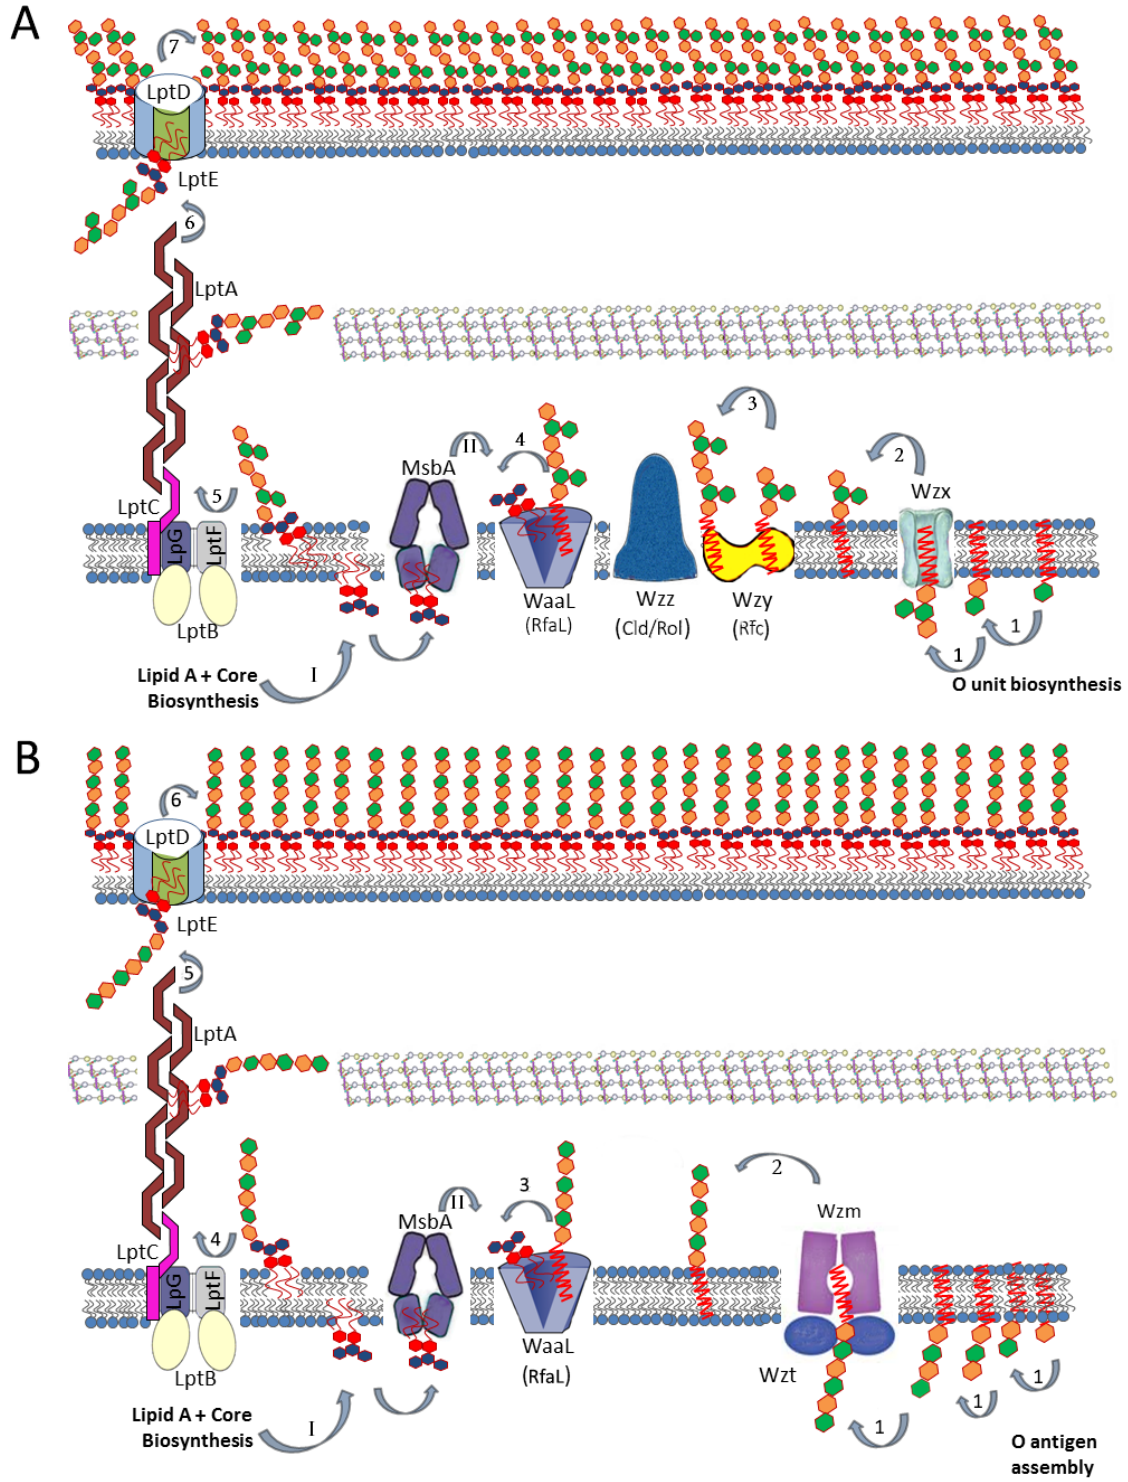 A
7
LptD
LptE
6
LptA
3
II
4
2
MsbA
Wzx
LptC
5
LpG
LptF
WaaL
(RfaL)
Wzz
(Cld/Rol)
Wzy
(Rfc)
LptB
1
1
Lipid A + Core
Biosynthesis
I
O unit biosynthesis
B
6
LptD
LptE
5
LptA
2
II
3
MsbA
Wzm
LptC
4
LpG
LptF
WaaL
(RfaL)
Wzt
LptB
1
1
1
Lipid A + Core
Biosynthesis
I
O antigen
assembly